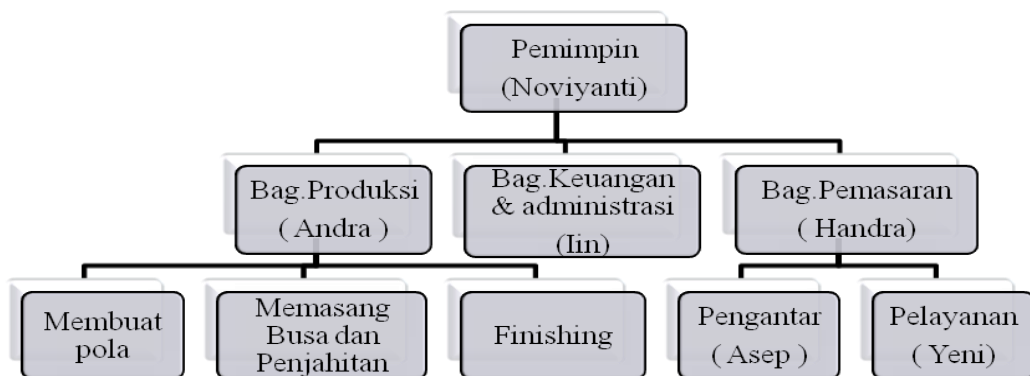 Pemimpin
(Noviyanti)
Bag.Produksi
( Andra )
Bag.Keuangan
& administrasi
(Iin)
Bag.Pemasaran
( Handra)
Membuat
pola
Memasang
Busa dan
Penjahitan
Finishing
Pengantar
( Asep )
Pelayanan
( Yeni)